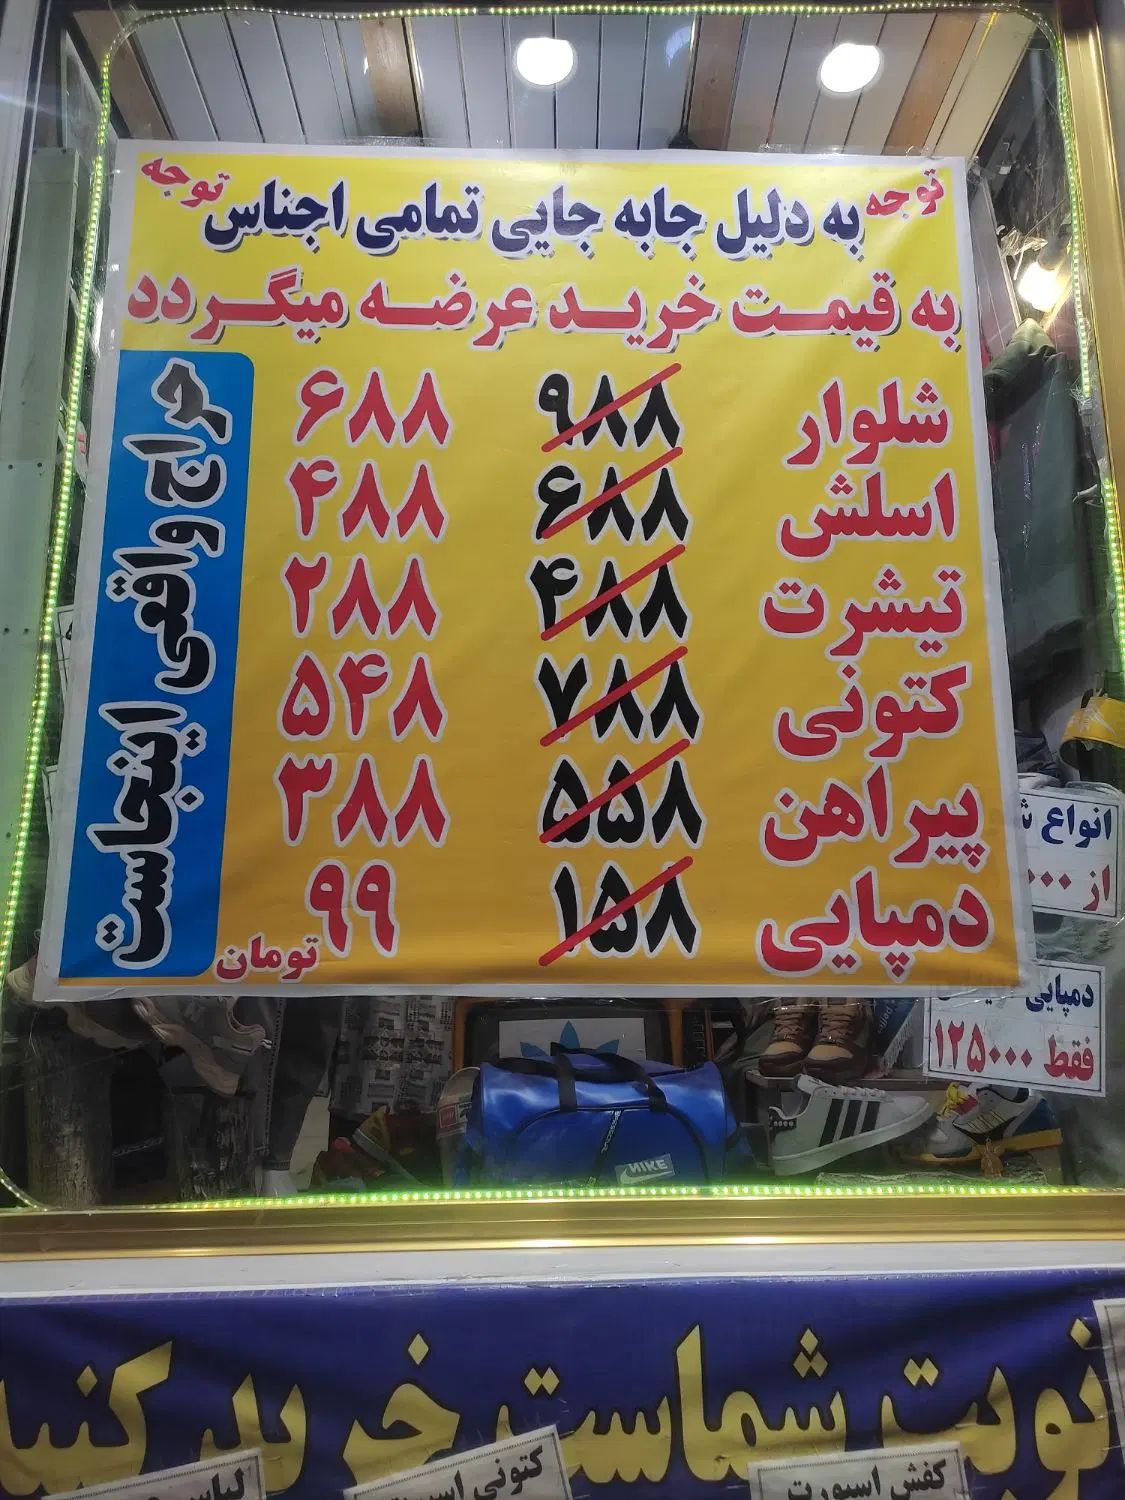 توجه به دلیل جابه جایی تمامی اجناس توجه
به قیمت خرید عرضه میگردد
شلوار ۹۸۸ ۶۸۸
اسلش ۶۸۸ ۴۸۸
تیشرت ۴۸۸ ۲۸۸
کتونی ۷۸۸ ۵۴۸
پیراهن ۵۵۸ ۳۸۸
دمپایی ۱۵۸ ۹۹ تومان
حراج واقعی اینجاست
انواع
از
دمپایی
فقط ۱۲۵۰۰۰
NIKE
نوبت شماست خرید کنید
کفش اسپورت
کتونی